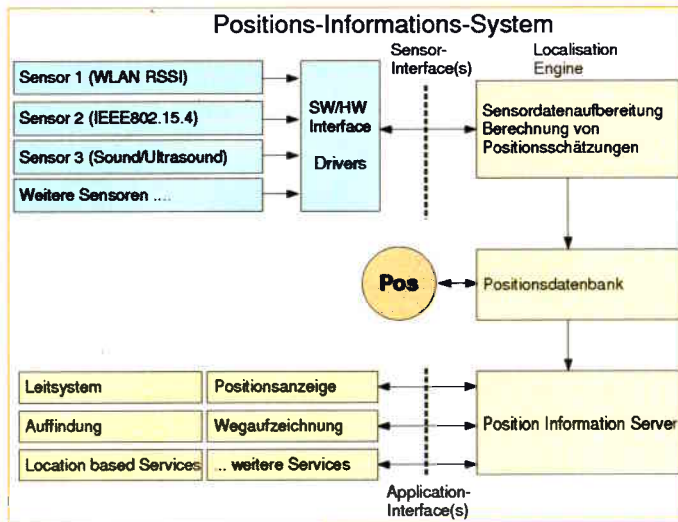 Positions-Informations-System
Sensor-
Interface(s)
Localisation
Engine
Sensor 1 (WLAN RSSI)
Sensor 2 (IEEE802.15.4)
Sensor 3 (Sound/Ultrasound)
Weitere Sensoren ....
SW/HW
Interface
Drivers
Sensordatenaufbereitung
Berechnung von
Positionsschätzungen
Pos
Positionsdatenbank
Leitsystem
Positionsanzeige
Auffindung
Wegaufzeichnung
Location based Services
... weitere Services
Position Information Server
Application-
Interface(s)